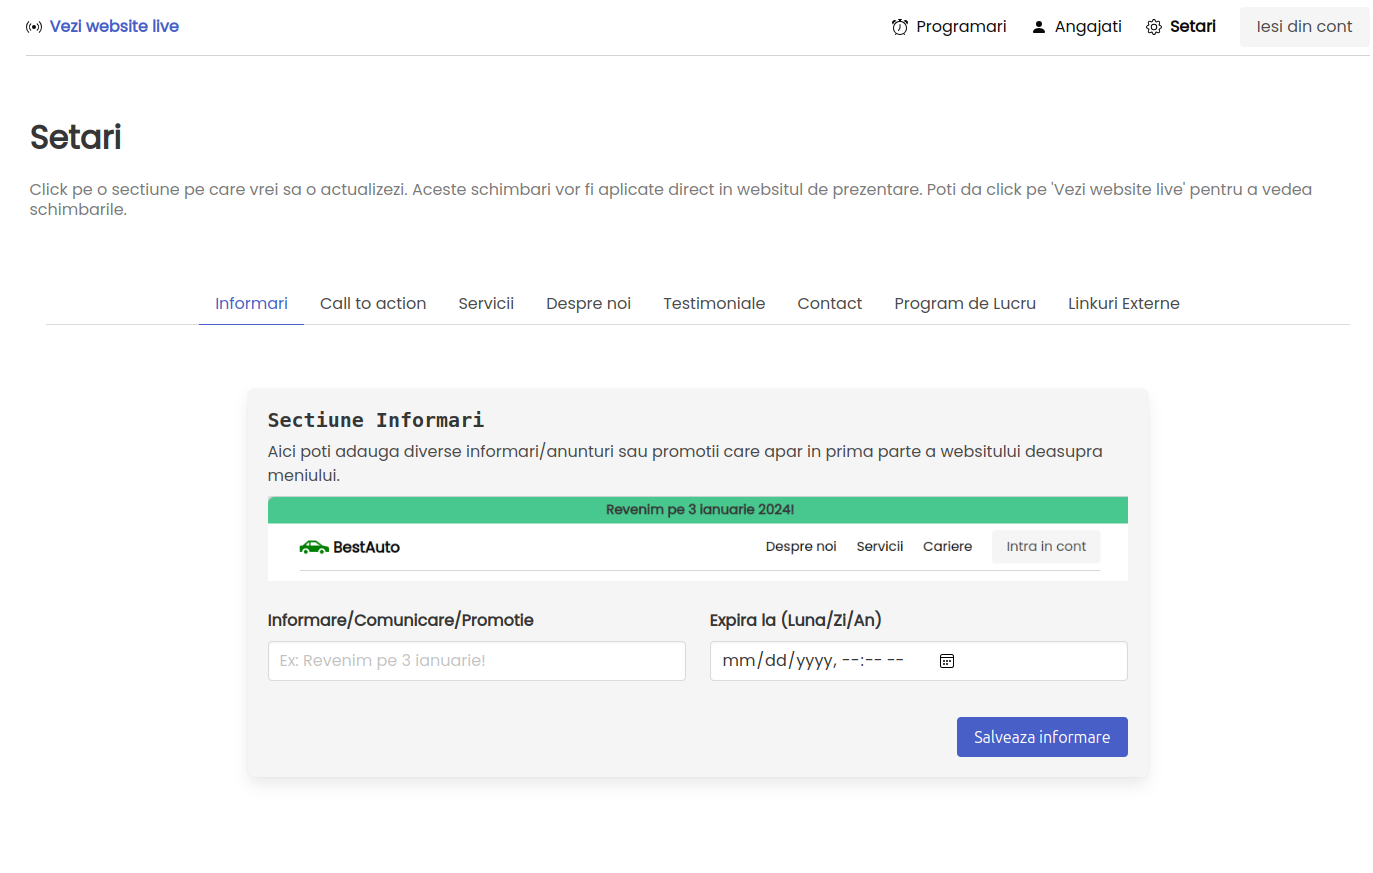 Vezi website live
Programari
Angajati
Setari
Iesi din cont
Setari
Click pe o sectiune pe care vrei sa o actualizezi. Aceste schimbari vor fi aplicate direct in websitul de prezentare. Poti da click pe 'Vezi website live' pentru a vedea
schimbarile.
Informari
Call to action
Servicii
Despre noi
Testimoniale
Contact
Program de Lucru
Linkuri Externe
Sectiune Informari
Aici poti adauga diverse informari/anunturi sau promotii care apar in prima parte a websitului deasupra
meniului.
Revenim pe 3 ianuarie 2024!
BestAuto
Despre noi
Servicii
Cariere
Intra in cont
Informare/Comunicare/Promotie
Expira la (Luna/Zi/An)
Ex: Revenim pe 3 ianuarie!
mm/dd/yyyy, --:-- --
Salveaza informare